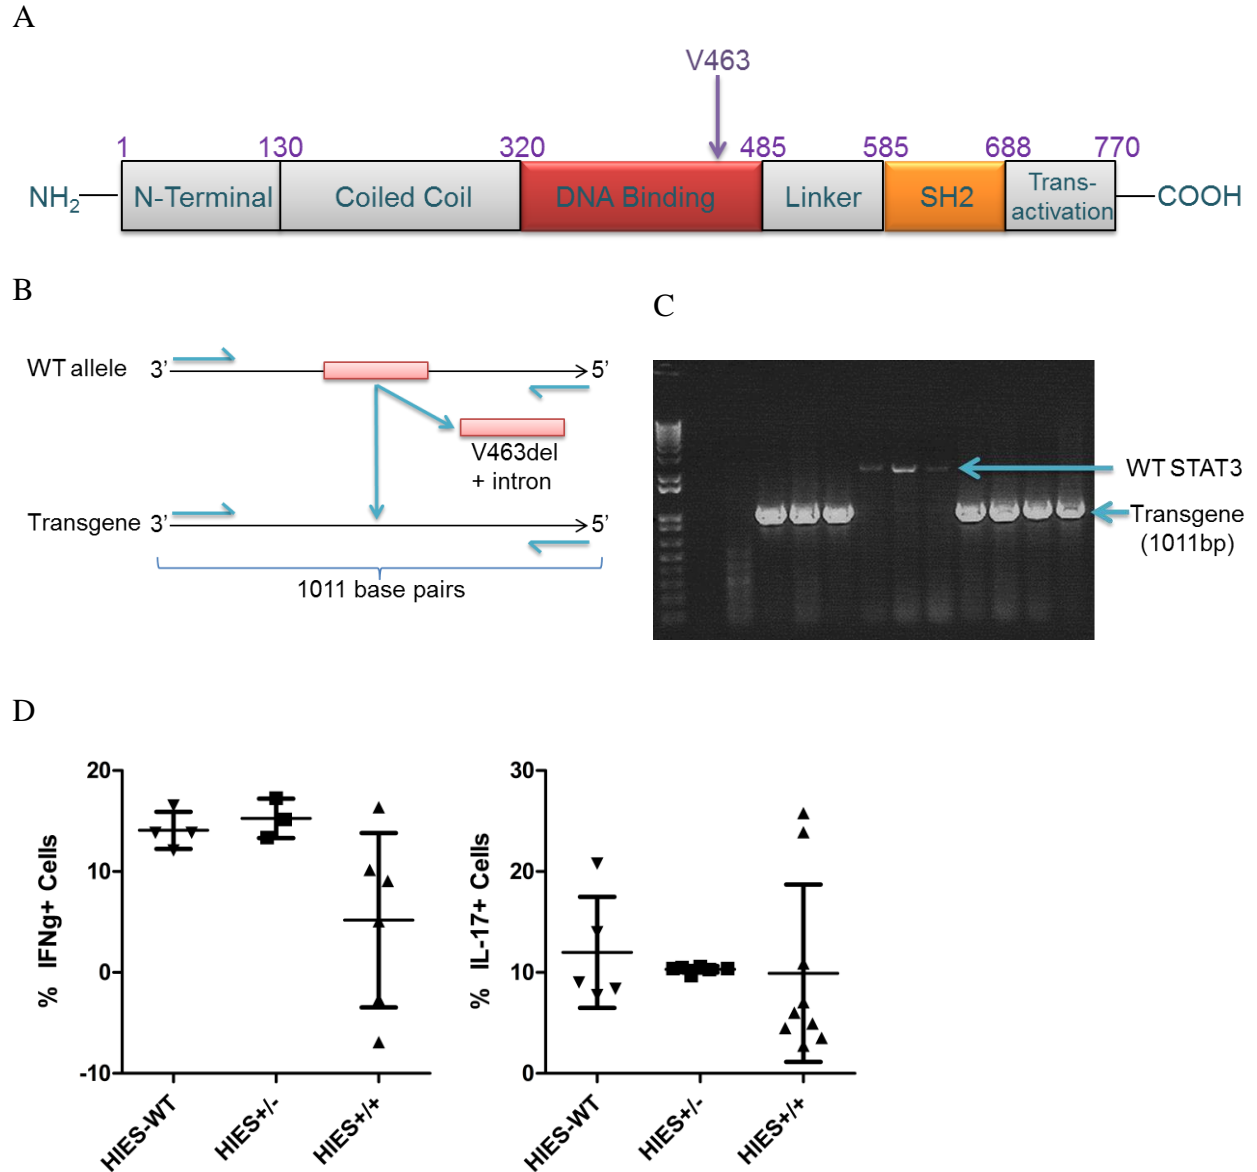 A
V463
1 130 320 485 585 688 770
NH2 N-Terminal Coiled Coil DNA Binding Linker SH2 Trans-
activation COOH
B
WT allele 3’ 5’
V463del
+ intron
Transgene 3’ 5’
1011 base pairs
C
WT STAT3
Transgene
(1011bp)
D
% IFNg+ Cells
20
10
0
-10
HIES-WT
HIES+/-
HIES+/+
% IL-17+ Cells
30
20
10
0
HIES-WT
HIES+/-
HIES+/+